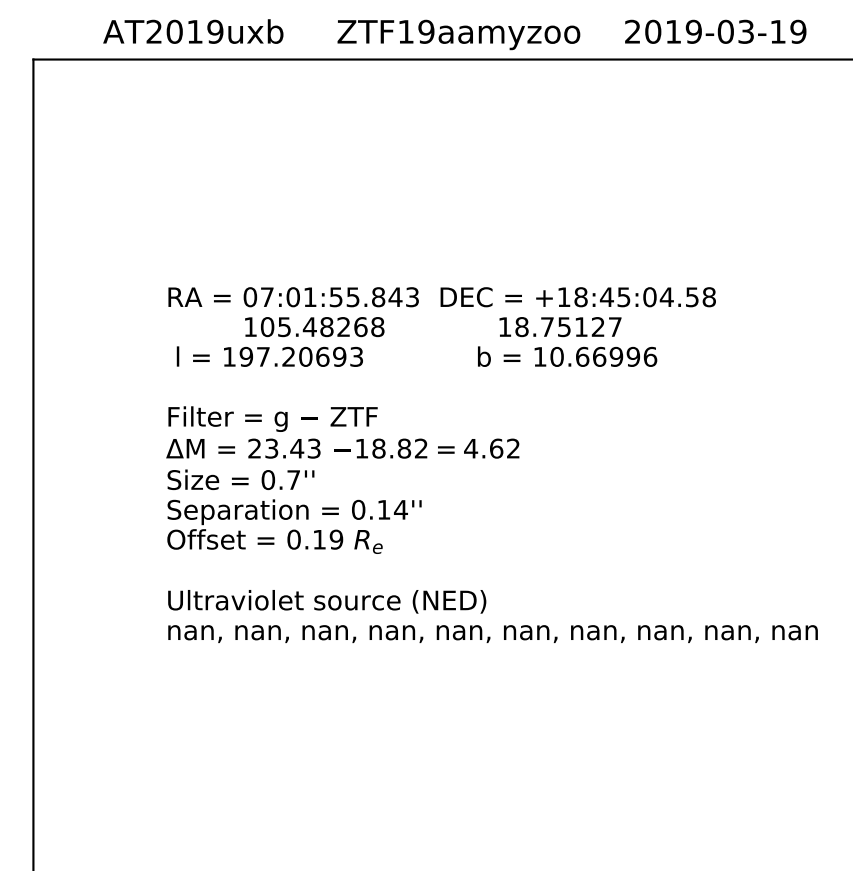 AT2019uxb ZTF19aamyzoo 2019-03-19
RA = 07:01:55.843 DEC = +18:45:04.58
105.48268 18.75127
l = 197.20693 b = 10.66996
Filter = g − ZTF
ΔM = 23.43 −18.82 = 4.62
Size = 0.7''
Separation = 0.14''
Offset = 0.19 Re
Ultraviolet source (NED)
nan, nan, nan, nan, nan, nan, nan, nan, nan, nan